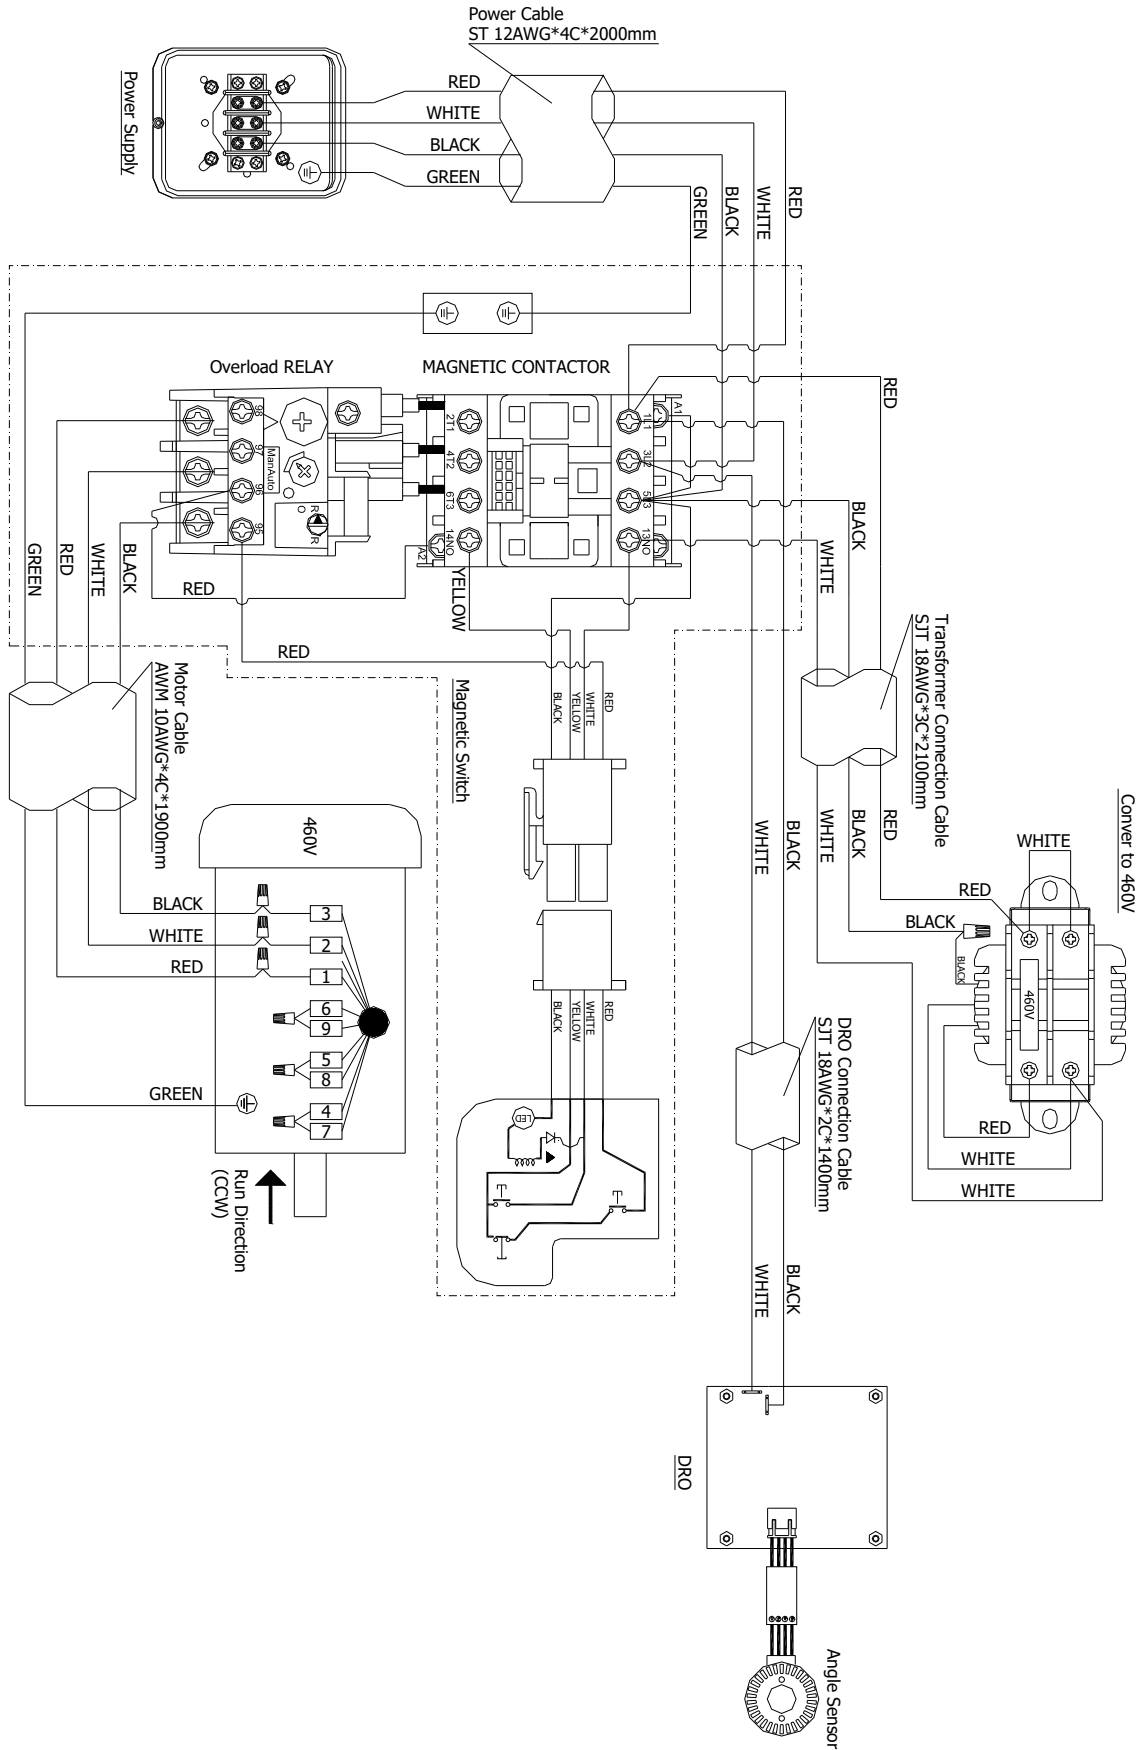 Power Cable
ST 12AWG*4C*2000mm
RED
WHITE
BLACK
GREEN
Power Supply
GREEN
BLACK
WHITE
RED
Overload RELAY
MAGNETIC CONTACTOR
98
97
96
95
ManAuto
R
R
2T1
4T2
6T3
14NO
A2
1L1
3L2
5L3
13NO
A1
RED
BLACK
WHITE
GREEN
RED
WHITE
BLACK
RED
YELLOW
RED
Motor Cable
AWM 10AWG*4C*1900mm
Magnetic Switch
BLACK
YELLOW
WHITE
RED
Transformer Connection Cable
SJT 18AWG*3C*2100mm
WHITE
BLACK
WHITE
BLACK
RED
Conver to 460V
WHITE
RED
BLACK
BLACK
460V
RED
WHITE
WHITE
460V
BLACK
WHITE
RED
GREEN
3
2
1
6
9
5
8
4
7
Run Direction
(CCW)
BLACK
YELLOW
WHITE
RED
LED
DRO Connection Cable
SJT 18AWG*2C*1400mm
WHITE
BLACK
DRO
Angle Sensor